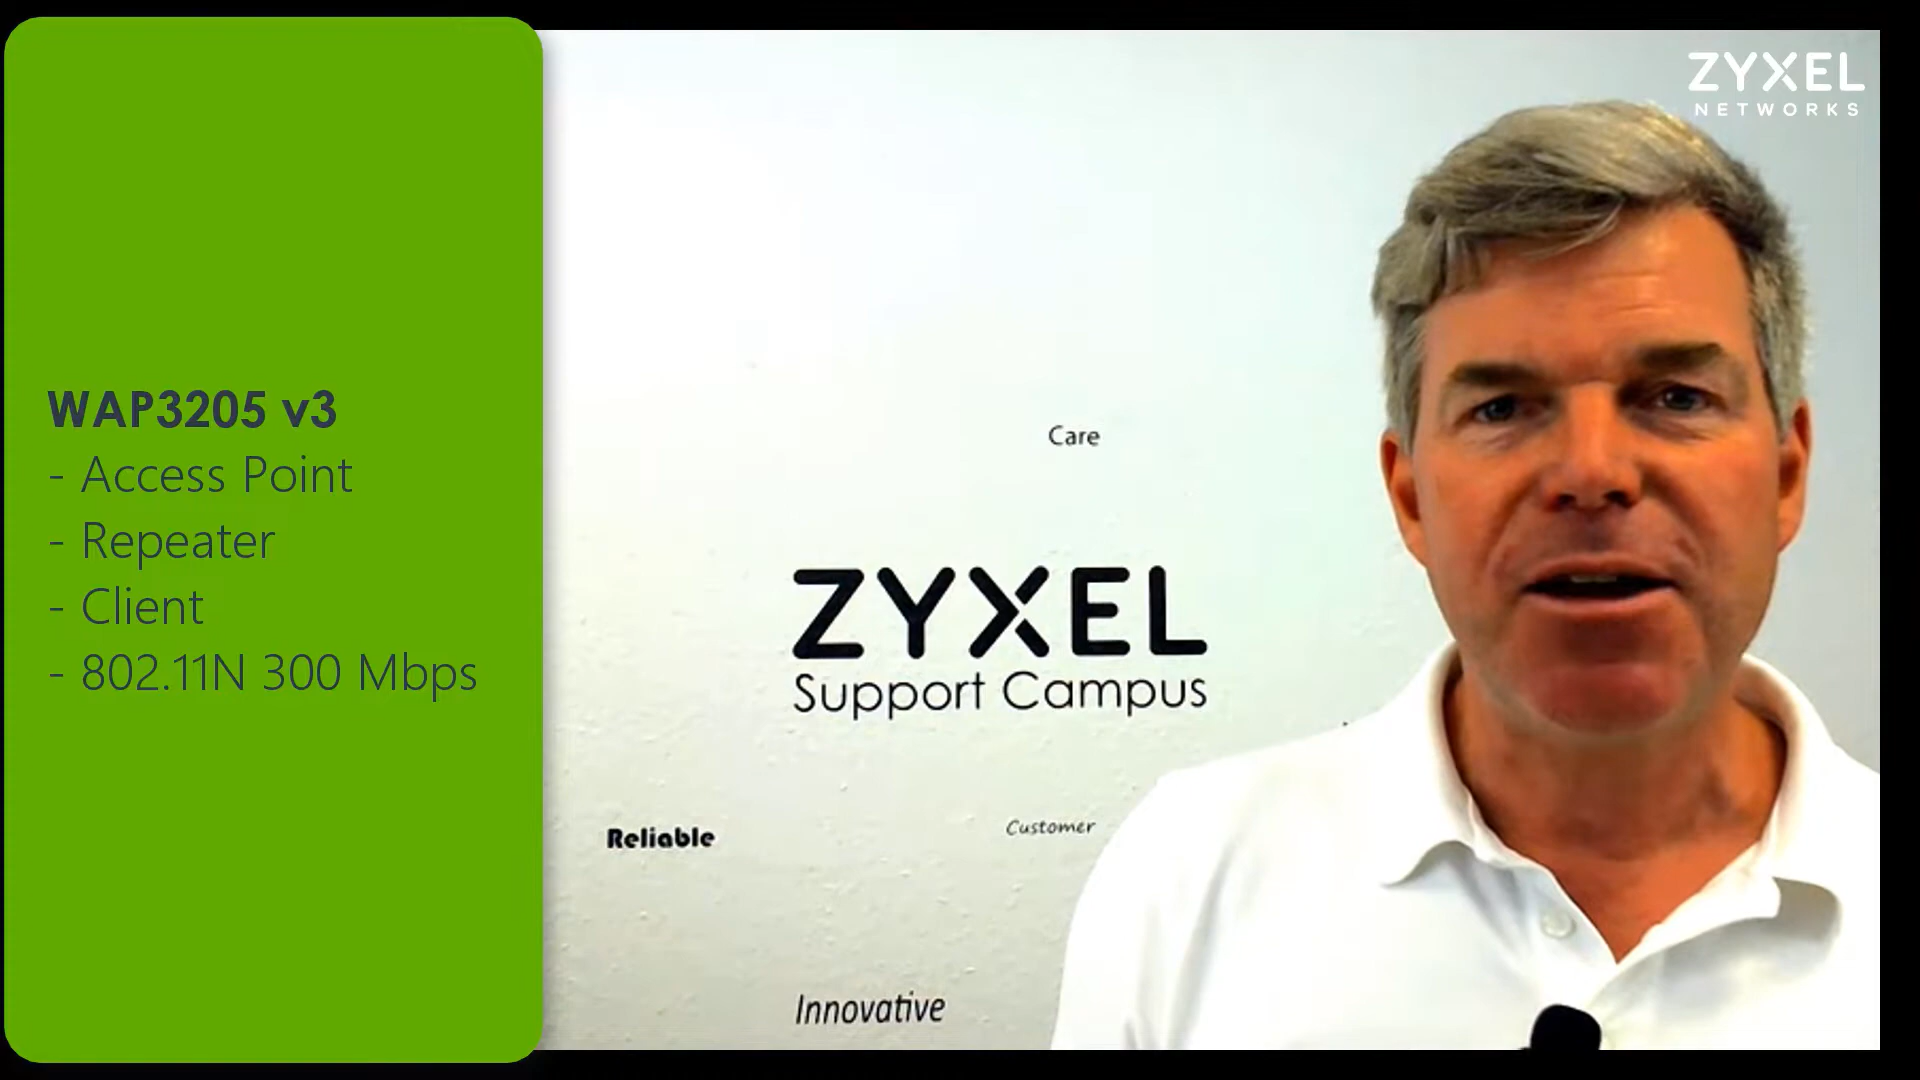 WAP3205 v3
- Access Point
- Repeater
- Client
- 802.11N 300 Mbps
ZYXEL
NETWORKS
Care
ZYXEL
Support Campus
Reliable
Customer
Innovative